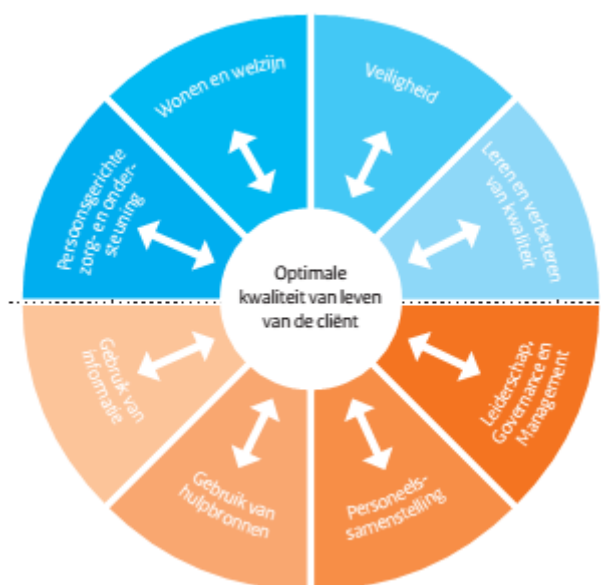 Wonen en welzijn
Veiligheid
Persoonsgerichte
zorg- en onder-
steuning
Leren en verbeteren
van kwaliteit
Optimale
kwaliteit van leven
van de cliënt
Gebruik van
informatie
Leiderschap,
Governance en
Management
Gebruik van
hulpbronnen
Personeels-
samenstelling